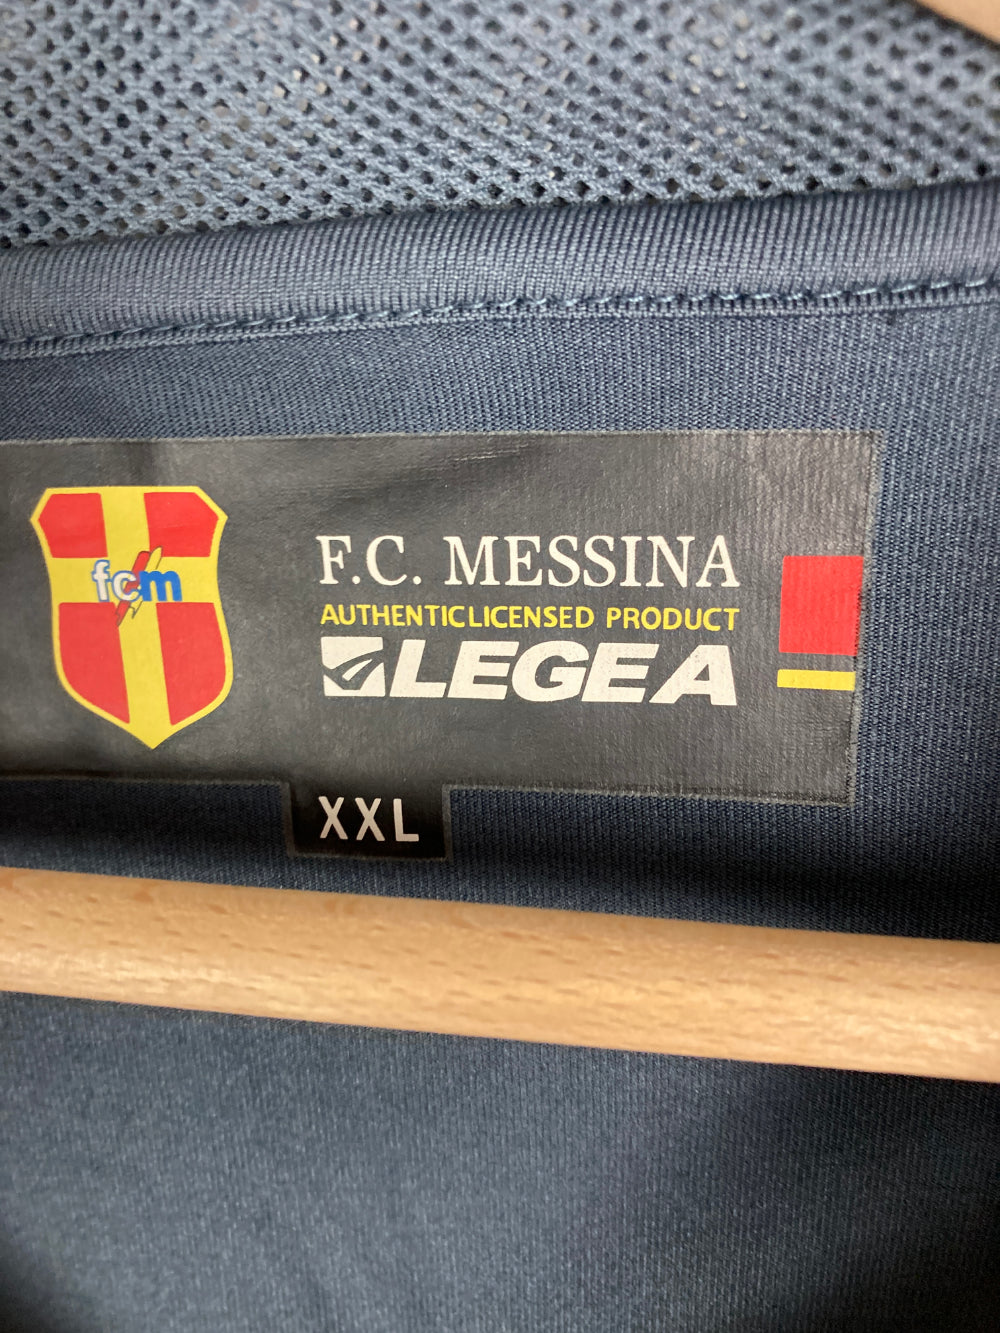 fcm
F.C. MESSINA
AUTHENTICLICENSED PRODUCT
LEGEA
XXL